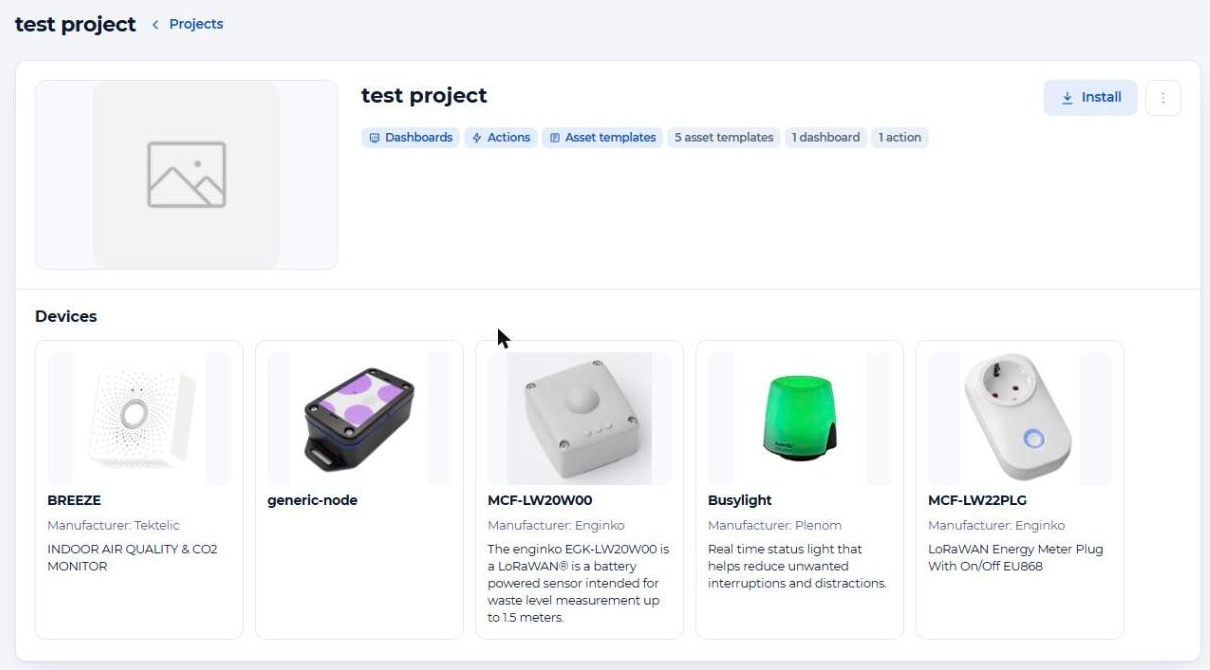 test project
Projects
test project
Install
Dashboards
Actions
Asset templates
5 asset templates
1 dashboard
1 action
Devices
BREEZE
Manufacturer: Tektelic
INDOOR AIR QUALITY & CO2
MONITOR
generic-node
MCF-LW20W00
Manufacturer: Enginko
The enginko EGK-LW20W00 is
a LoRaWAN® is a battery
powered sensor intended for
waste level measurement up
to 1.5 meters.
Busylight
Manufacturer: Plenom
Real time status light that
helps reduce unwanted
interruptions and distractions.
MCF-LW22PLG
Manufacturer: Enginko
LoRaWAN Energy Meter Plug
With On/Off EU868